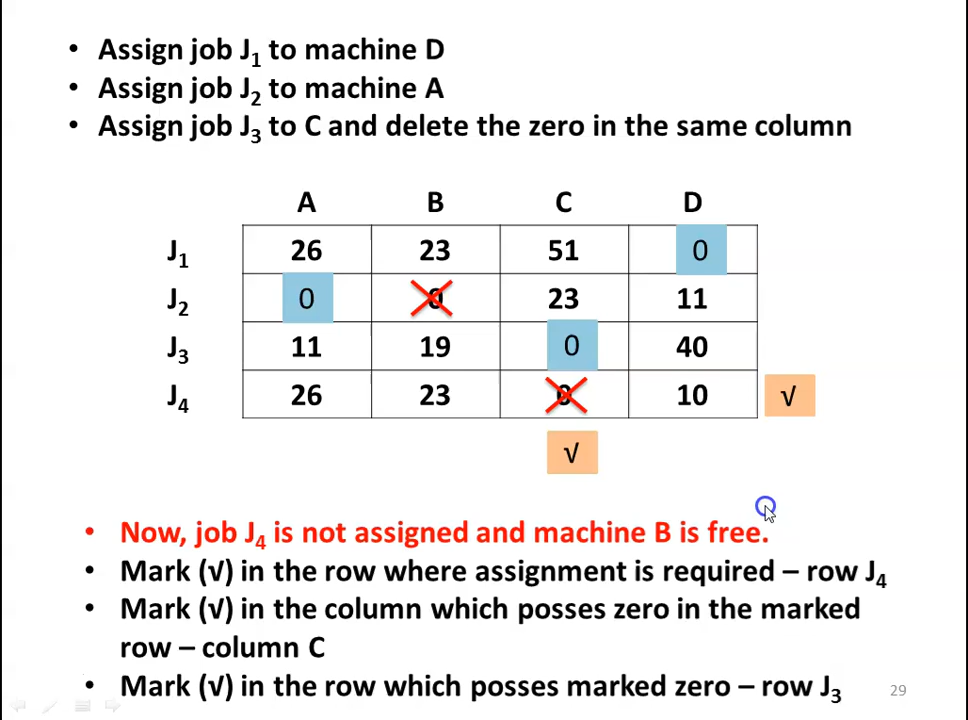 • Assign job J1 to machine D
• Assign job J2 to machine A
• Assign job J3 to C and delete the zero in the same column
A B C D
J1 26 23 51 0
J2 0 0 23 11
J3 11 19 0 40
J4 26 23 0 10 √
√
• Now, job J4 is not assigned and machine B is free.
• Mark (√) in the row where assignment is required – row J4
• Mark (√) in the column which posses zero in the marked
row – column C
• Mark (√) in the row which posses marked zero – row J3
29